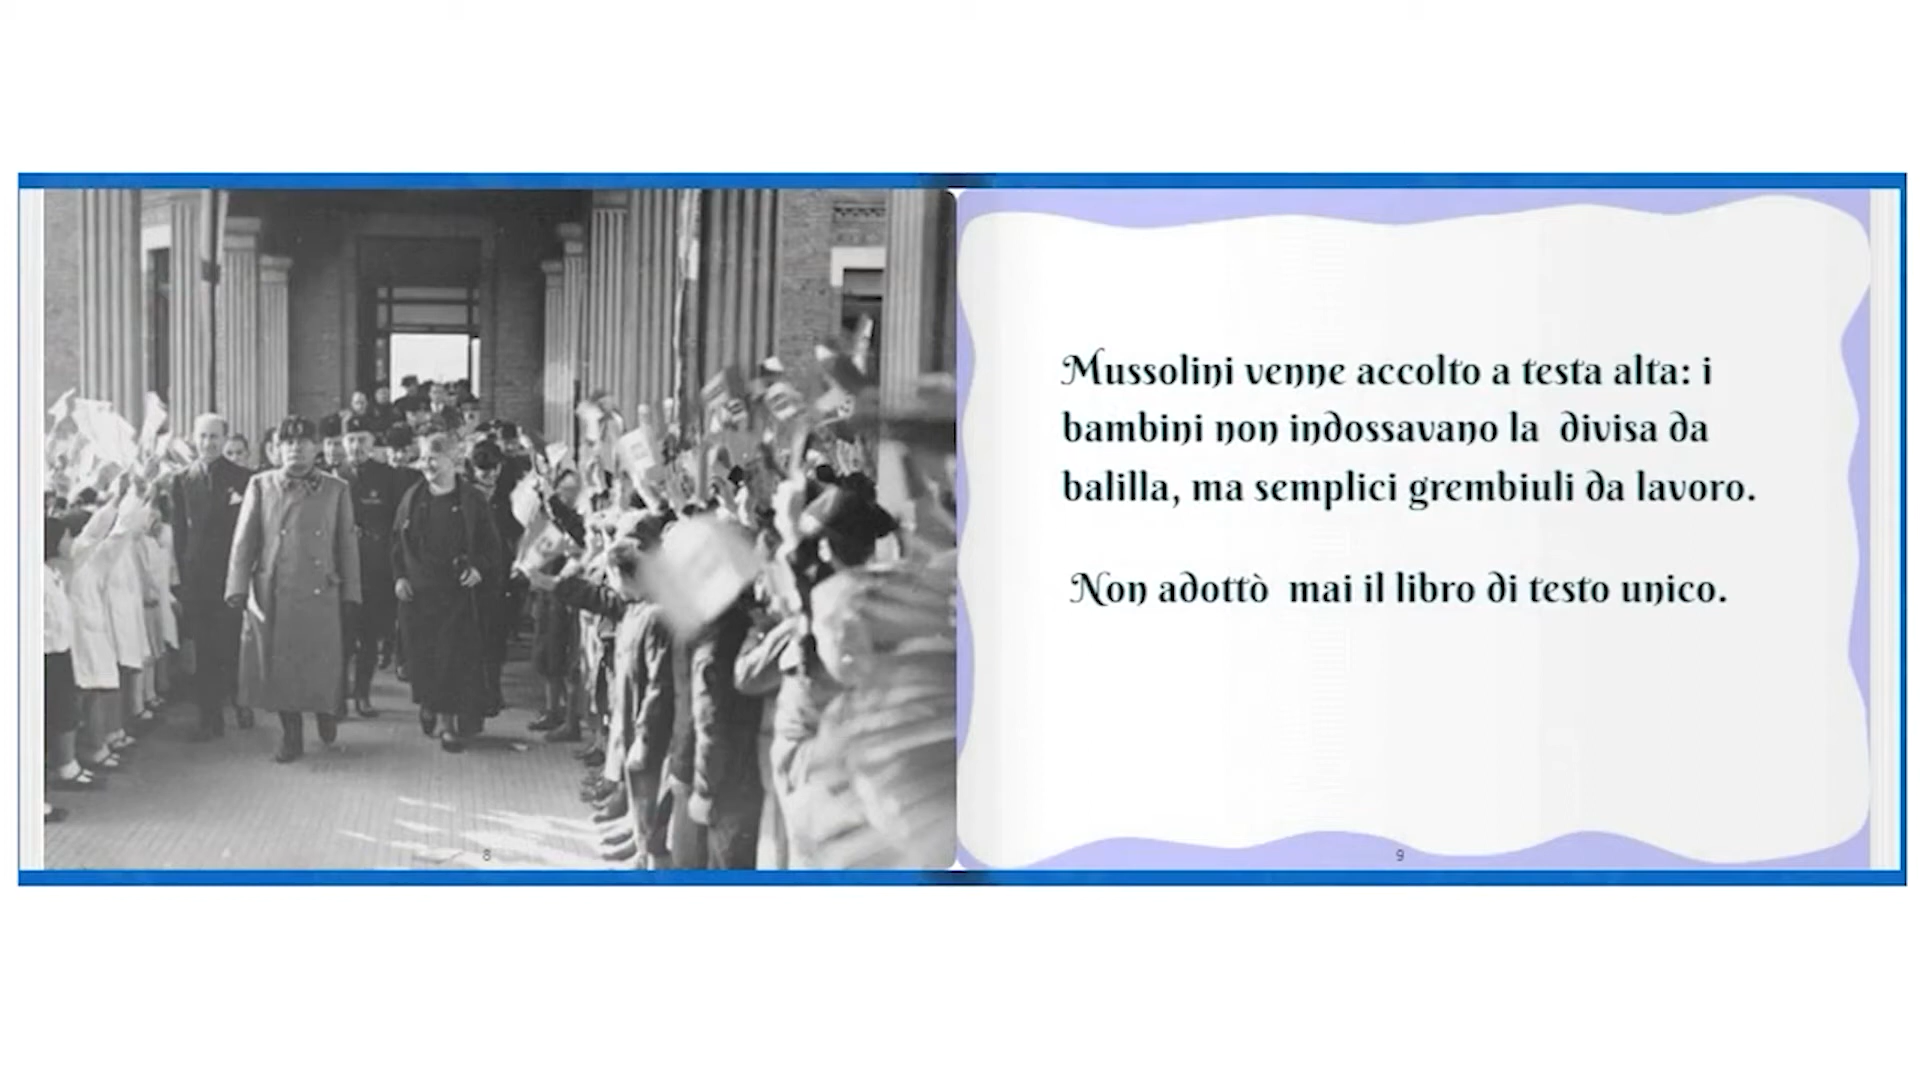 Mussolini venne accolto a testa alta: i
bambini non indossavano la divisa da
balilla, ma semplici grembiuli da lavoro.
Non adottò mai il libro di testo unico.
8
9